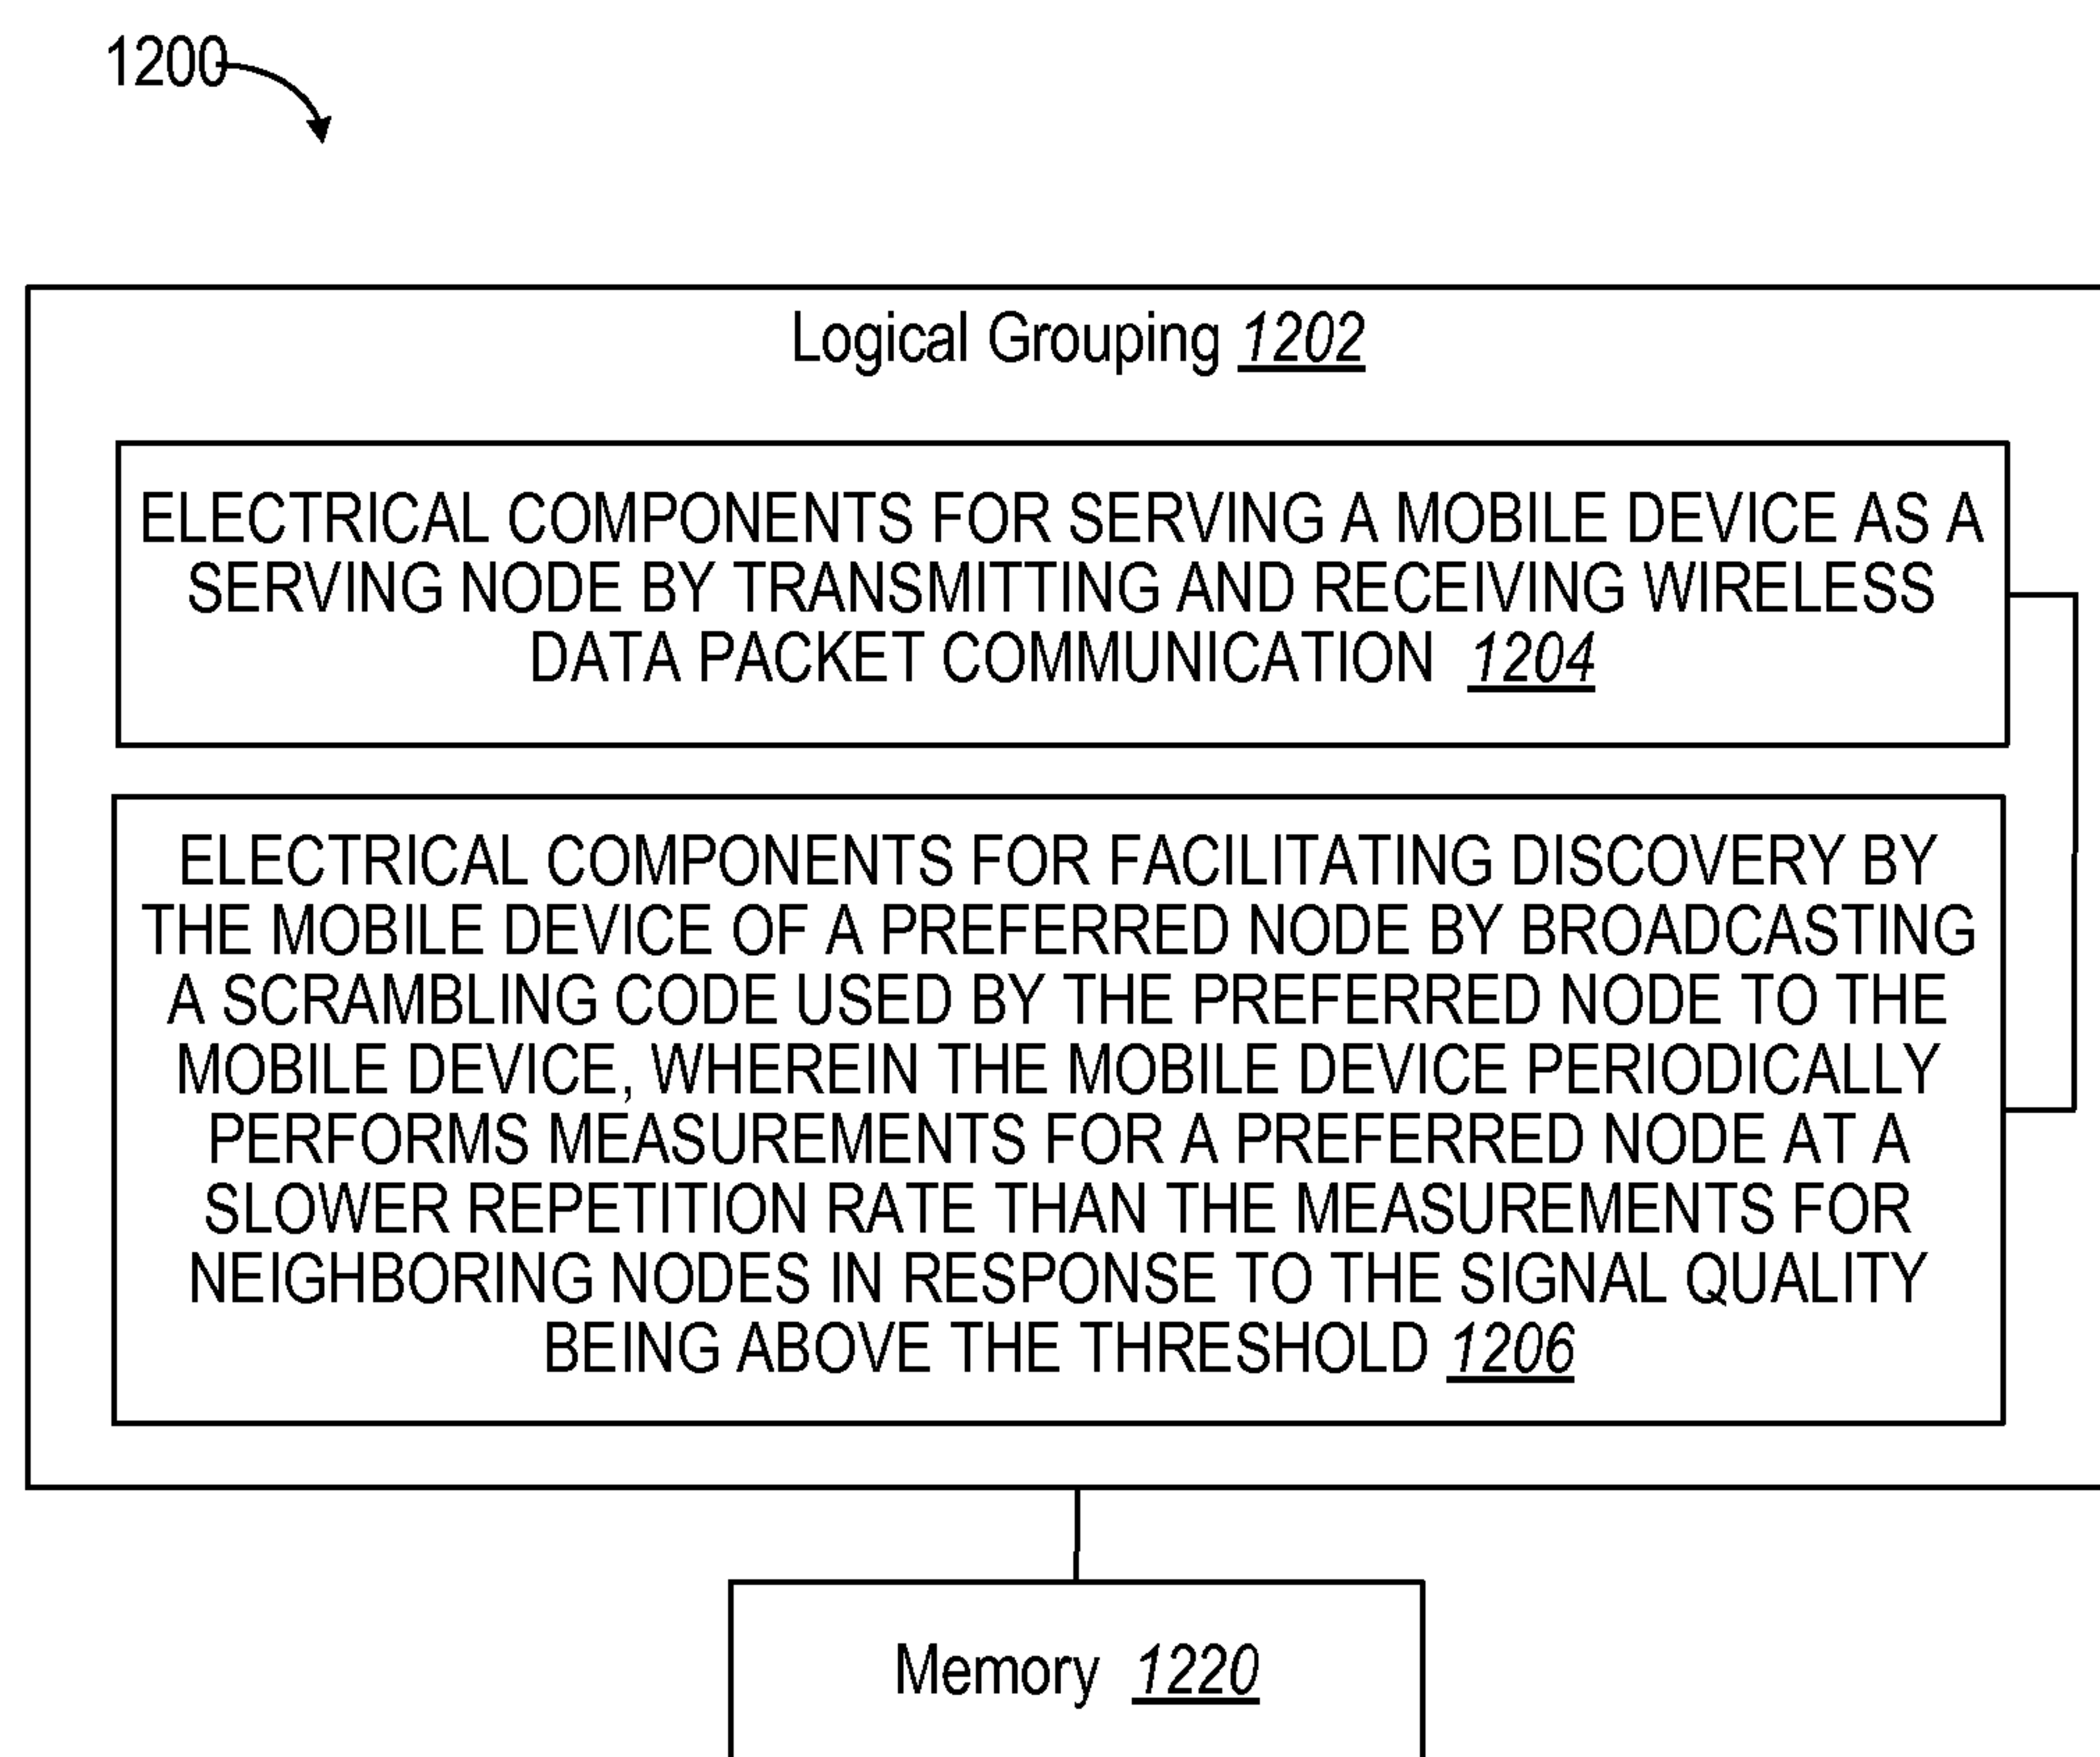 1200
Logical Grouping 1202
ELECTRICAL COMPONENTS FOR SERVING A MOBILE DEVICE AS A
SERVING NODE BY TRANSMITTING AND RECEIVING WIRELESS
DATA PACKET COMMUNICATION 1204
ELECTRICAL COMPONENTS FOR FACILITATING DISCOVERY BY
THE MOBILE DEVICE OF A PREFERRED NODE BY BROADCASTING
A SCRAMBLING CODE USED BY THE PREFERRED NODE TO THE
MOBILE DEVICE, WHEREIN THE MOBILE DEVICE PERIODICALLY
PERFORMS MEASUREMENTS FOR A PREFERRED NODE AT A
SLOWER REPETITION RATE THAN THE MEASUREMENTS FOR
NEIGHBORING NODES IN RESPONSE TO THE SIGNAL QUALITY
BEING ABOVE THE THRESHOLD 1206
Memory 1220